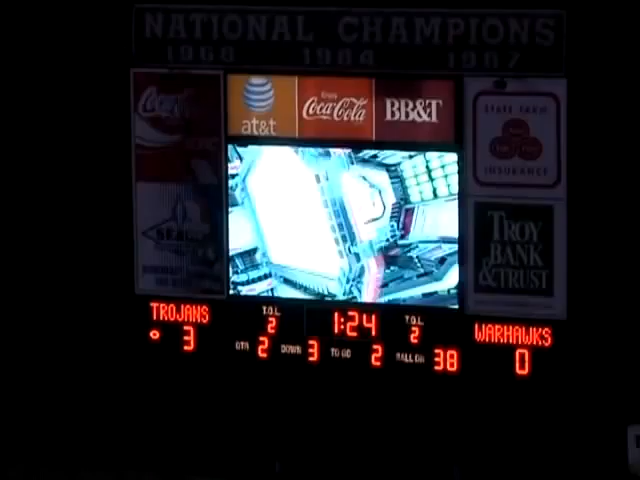 NATIONAL CHAMPIONS
1968 1984 1987
Coca-Cola
at&t
Enjoy
Coca-Cola
BB&T
STATE FARM
INSURANCE
TROY
BANK
&TRUST
TROJANS
3
T.O.L
2
1:24
T.O.L
2
WARHAWKS
0
QTR 2 DOWN 3 TO GO 2 BALL ON 38